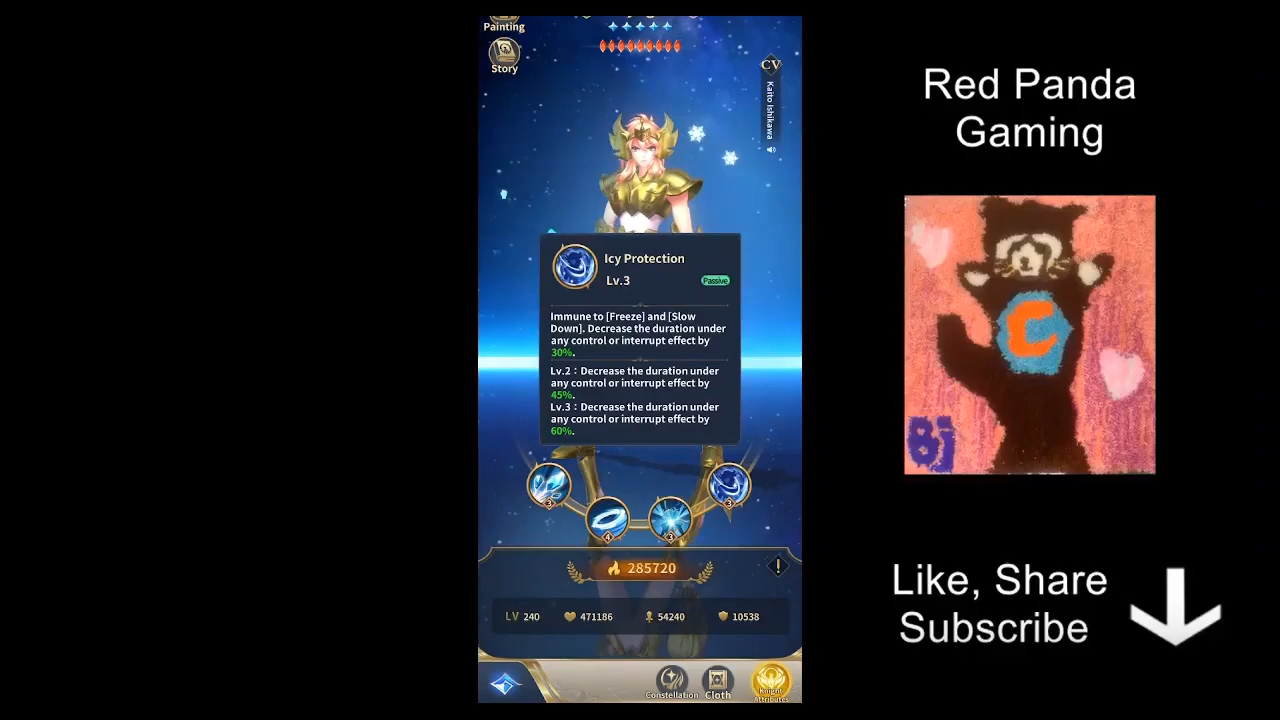 Painting
Story
CV
Kaito Ishikawa
Icy Protection
Lv.3
Passive
Immune to [Freeze] and [Slow
Down]. Decrease the duration under
any control or interrupt effect by
30%.
Lv.2 : Decrease the duration under
any control or interrupt effect by
45%.
Lv.3 : Decrease the duration under
any control or interrupt effect by
60%.
3
4
3
3
285720
!
LV 240
471186
54240
10538
Constellation
Cloth
Knight
Attributes
Red Panda
Gaming
C
Bj
Like, Share
Subscribe